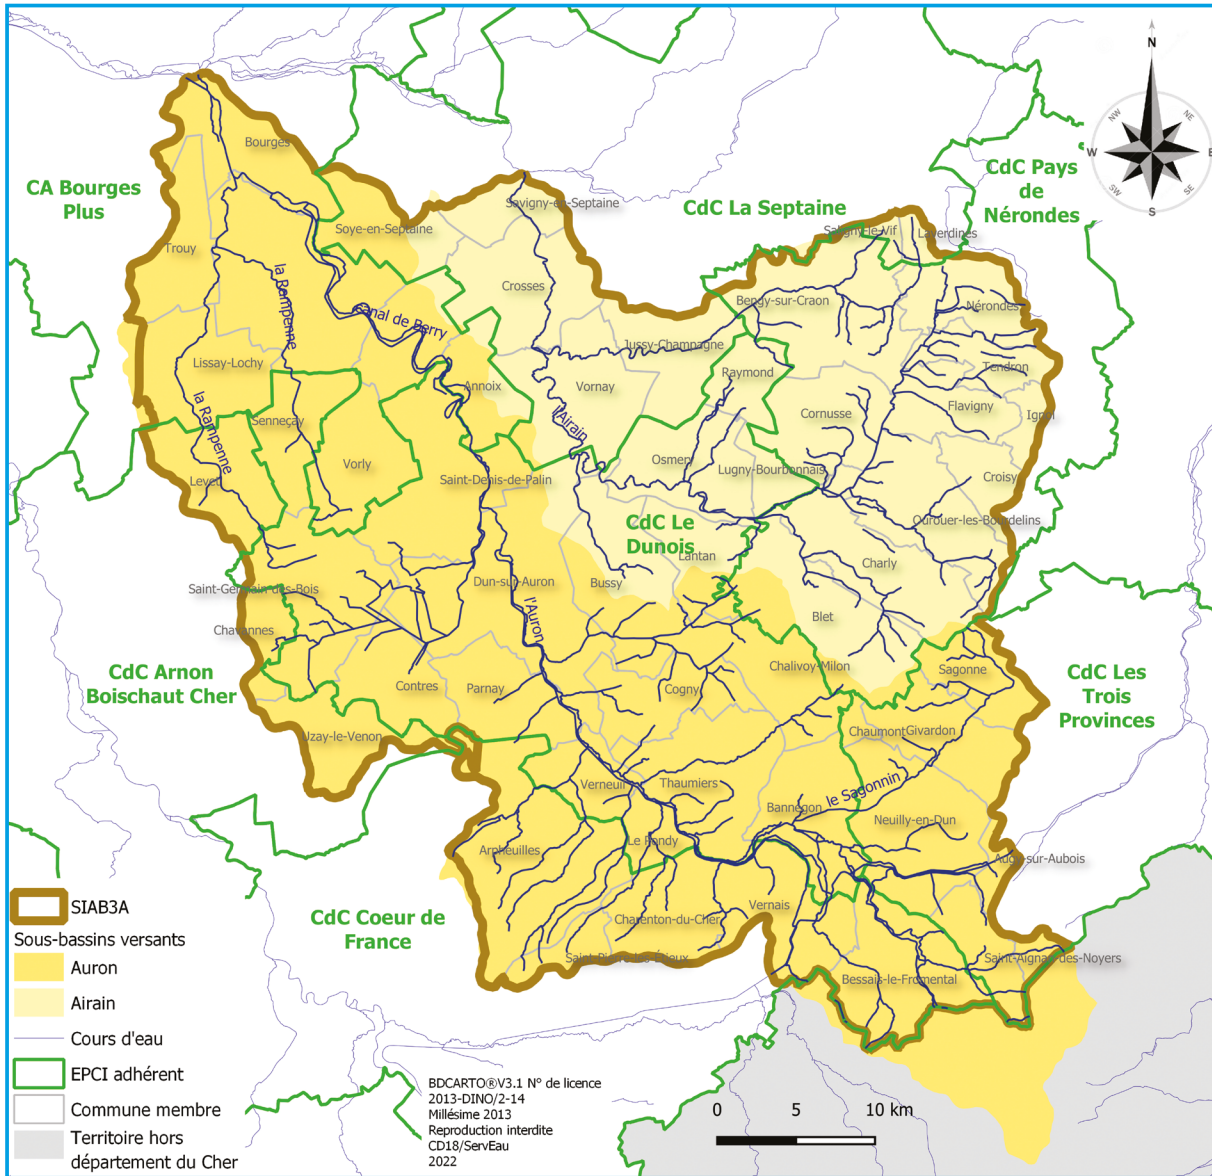 N
NW
NE
W
E
SW
SE
S
CdC Pays
de
Nérondes
CA Bourges
Plus
CdC La Septaine
Bourges
Savigny-en-Septaine
Soye-en-Septaine
Saligny-le-Vif
Laverdines
Trouy
la Rampenne
Crosses
Bengy-sur-Craon
Nérondes
Canal de Berry
Jussy-Champagne
Lissay-Lochy
Annoix
Vornay
Raymond
Tendron
Flavigny
Ignol
Cornusse
l'Airain
la Rampenne
Senneçay
Vorly
Osmery
Lugny-Bourbonnais
Croisy
Levet
Saint-Denis-de-Palin
CdC Le
Dunois
Ourouer-les-Bourdelins
Lantan
Charly
Saint-Germain-des-Bois
Dun-sur-Auron
Bussy
l'Auron
Blet
Chavannes
CdC Arnon
Boischaut Cher
Contres
Parnay
Cogny
Chalivoy-Milon
Sagonne
CdC Les
Trois
Provinces
Uzay-le-Venon
Chaumont
Givardon
Verneuil
Thaumiers
Bannegon
le Sagonnin
Neuilly-en-Dun
Arpheuilles
Le Pondy
Augy-sur-Aubois
CdC Coeur de
France
Charenton-du-Cher
Vernais
Saint-Pierre-les-Étieux
Bessais-le-Fromental
Saint-Aignan-des-Noyers
SIAB3A
Sous-bassins versants
Auron
Airain
Cours d'eau
EPCI adhérent
Commune membre
Territoire hors
département du Cher
BDCARTO®V3.1 N° de licence
2013-DINO/2-14
Millésime 2013
Reproduction interdite
CD18/ServEau
2022
0 5 10 km